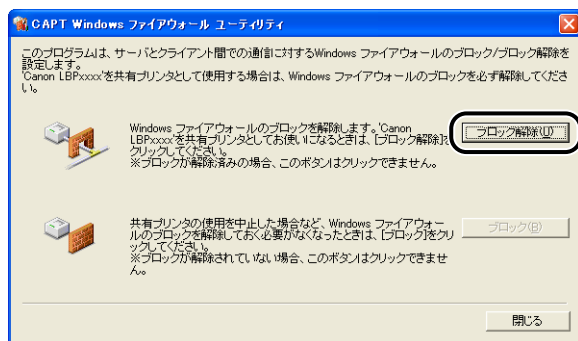 CAPT Windows ファイアウォール ユーティリティ
このプログラムは、サーバとクライアント間での通信に対するWindows ファイアウォールのブロック/ブロック解除を
設定します。
'Canon LBPxxxx'を共有プリンタとして使用する場合は、Windows ファイアウォールのブロックを必ず解除してくださ
い。
Windows ファイアウォールのブロックを解除します。'Canon
LBPxxxx'を共有プリンタとしてお使いになるときは、[ブロック解除]を
クリックしてください。
※ブロックが解除済みの場合、このボタンはクリックできません。
ブロック解除(U)
共有プリンタの使用を中止した場合など、Windows ファイアウォー
ルのブロックを解除しておく必要がなくなったときは、[ブロック]をクリ
ックしてください。
※ブロックが解除されていない場合、このボタンはクリックできませ
ん。
ブロック(B)
閉じる